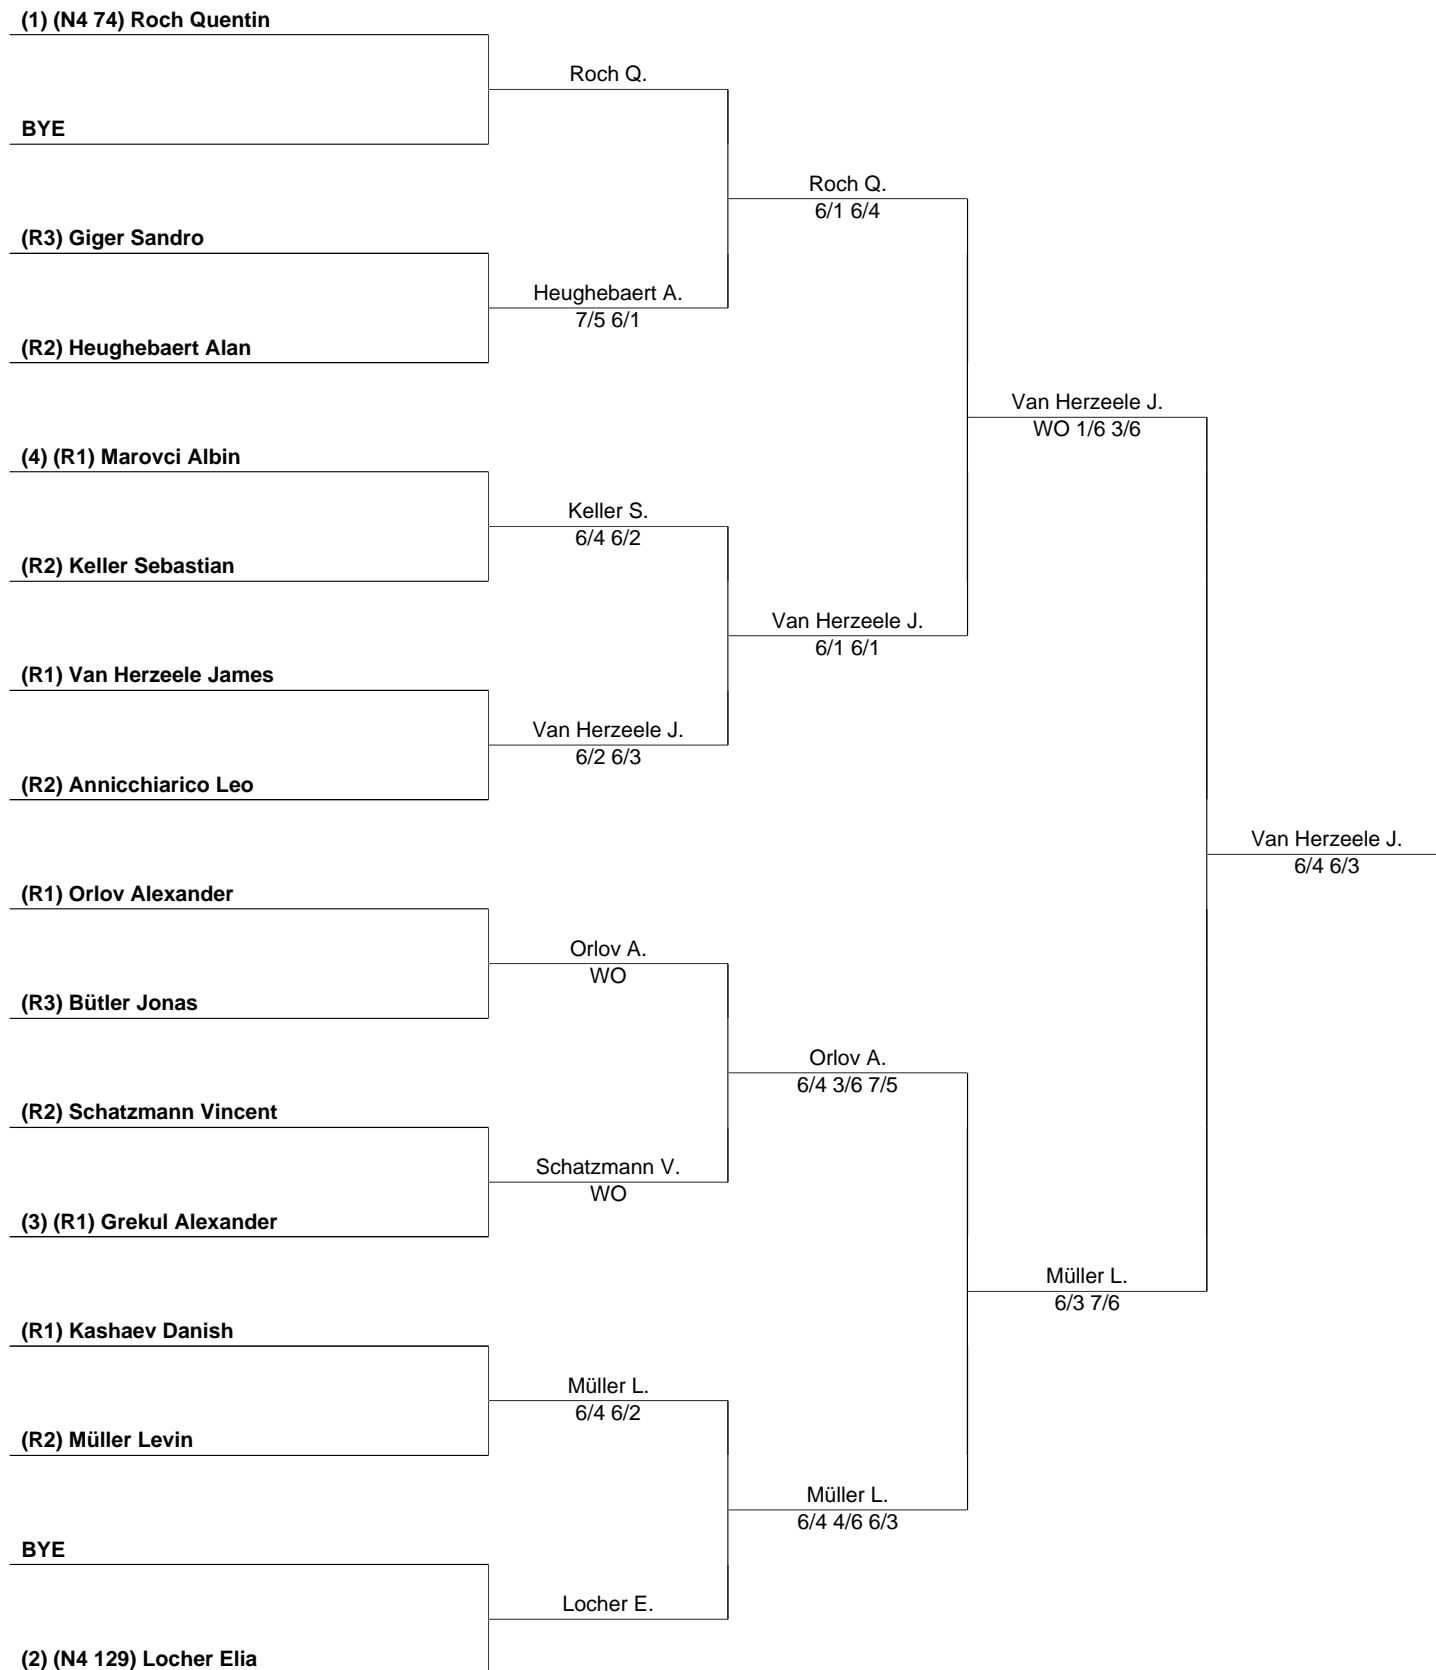 (1) (N4 74) Roch Quentin
Roch Q.
BYE
Roch Q.
6/1 6/4
(R3) Giger Sandro
Heughebaert A.
7/5 6/1
(R2) Heughebaert Alan
Van Herzeele J.
WO 1/6 3/6
(4) (R1) Marovci Albin
Keller S.
6/4 6/2
(R2) Keller Sebastian
Van Herzeele J.
6/1 6/1
(R1) Van Herzeele James
Van Herzeele J.
6/2 6/3
(R2) Annicchiarico Leo
Van Herzeele J.
6/4 6/3
(R1) Orlov Alexander
Orlov A.
WO
(R3) Bütler Jonas
Orlov A.
6/4 3/6 7/5
(R2) Schatzmann Vincent
Schatzmann V.
WO
(3) (R1) Grekul Alexander
Müller L.
6/3 7/6
(R1) Kashaev Danish
Müller L.
6/4 6/2
(R2) Müller Levin
Müller L.
6/4 4/6 6/3
BYE
Locher E.
(2) (N4 129) Locher Elia